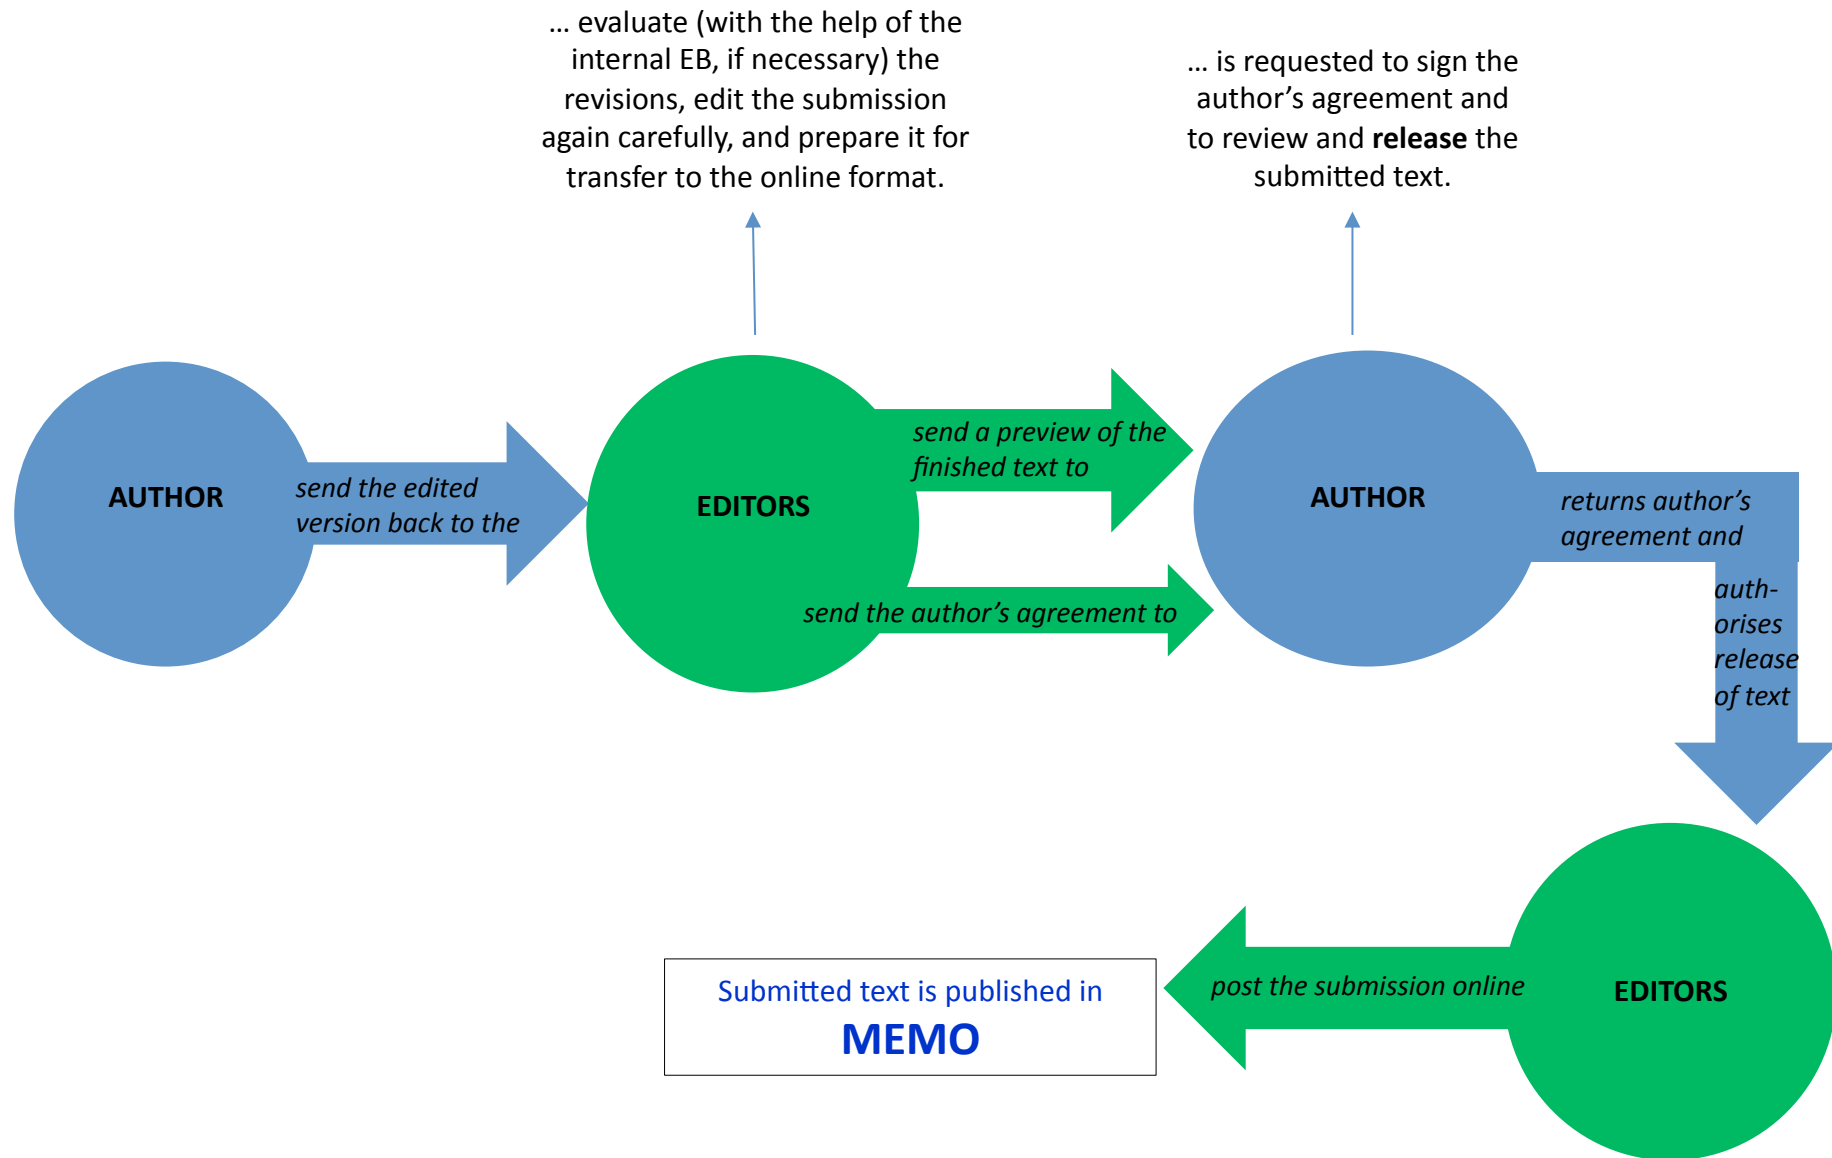 ... evaluate (with the help of the
internal EB, if necessary) the
revisions, edit the submission
again carefully, and prepare it for
transfer to the online format.
... is requested to sign the
author’s agreement and
to review and release the
submitted text.
AUTHOR
send the edited
version back to the
EDITORS
send a preview of the
finished text to
send the author’s agreement to
AUTHOR
returns author’s
agreement and
auth-
orises
release
of text
EDITORS
post the submission online
Submitted text is published in
MEMO